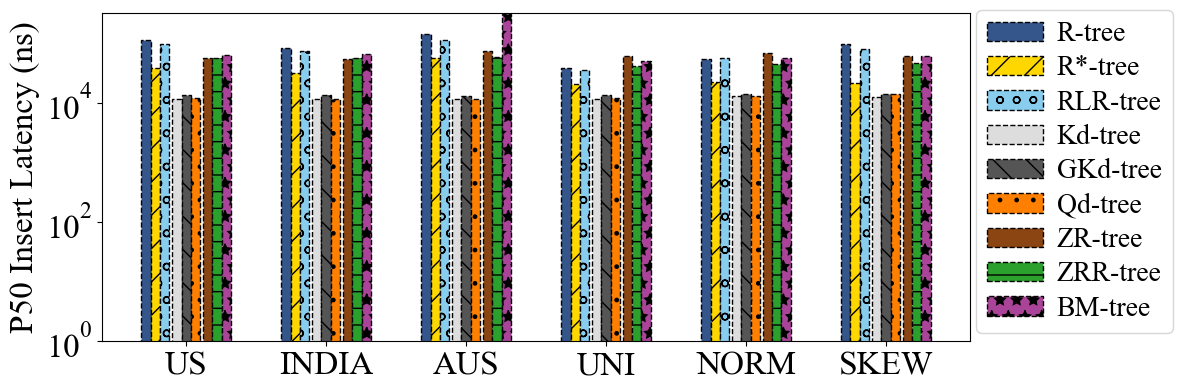 P50 Insert Latency (ns)
10^4
10^2
10^0
US INDIA AUS UNI NORM SKEW
R-tree
R*-tree
RLR-tree
Kd-tree
GKd-tree
Qd-tree
ZR-tree
ZRR-tree
BM-tree